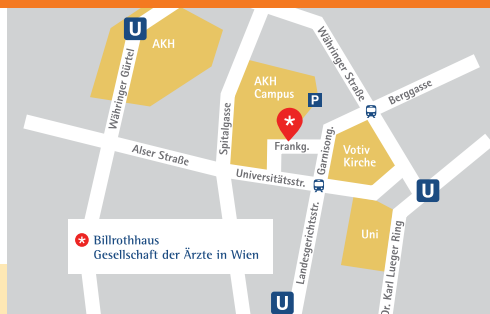 U
AKH
Währinger Gürtel
Spitalgasse
AKH
Campus
P
Währinger Straße
Berggasse
Frankg.
Garnisong.
Votiv
Kirche
Alser Straße
Universitätsstr.
U
Landesgerichtsstr.
Uni
Dr. Karl Lueger Ring
Billrothhaus
Gesellschaft der Ärzte in Wien
U